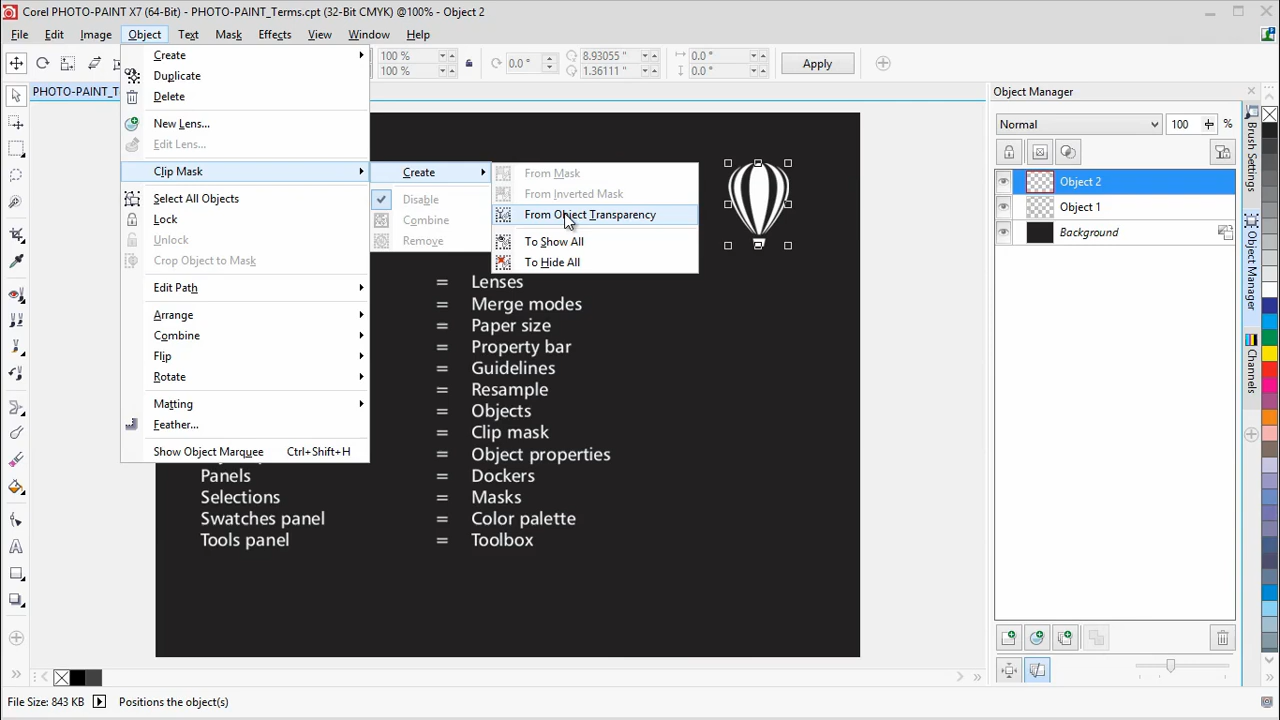 Corel PHOTO-PAINT X7 (64-Bit) - PHOTO-PAINT_Terms.cpt (32-Bit CMYK) @100% - Object 2
File Edit Image Object Text Mask Effects View Window Help
100 % 8.93055" 0.0 °
100 % 0.0 ° 1.36111" 0.0 ° Apply
PHOTO-PAINT_T
Create
Duplicate
Delete
New Lens...
Edit Lens...
Clip Mask
Select All Objects
Lock
Unlock
Crop Object to Mask
Edit Path
Arrange
Combine
Flip
Rotate
Matting
Feather...
Show Object Marquee Ctrl+Shift+H
Create
Disable
Combine
Remove
From Mask
From Inverted Mask
From Object Transparency
To Show All
To Hide All
= Lenses
= Merge modes
= Paper size
= Property bar
= Guidelines
= Resample
= Objects
= Clip mask
= Object properties
Panels = Dockers
Selections = Masks
Swatches panel = Color palette
Tools panel = Toolbox
Object Manager
Normal 100 %
Object 2
Object 1
Background
Brush Settings
Object Manager
Channels
File Size: 843 KB Positions the object(s)